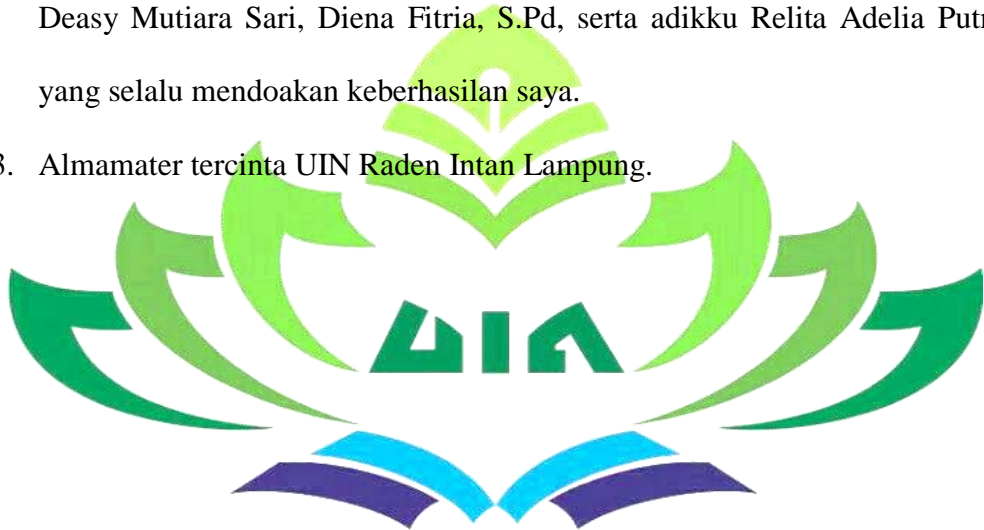 Deasy Mutiara Sari, Diena Fitria, S.Pd, serta adikku Relita Adelia Putr
yang selalu mendoakan keberhasilan saya.
3. Almamater tercinta UIN Raden Intan Lampung.
UIN